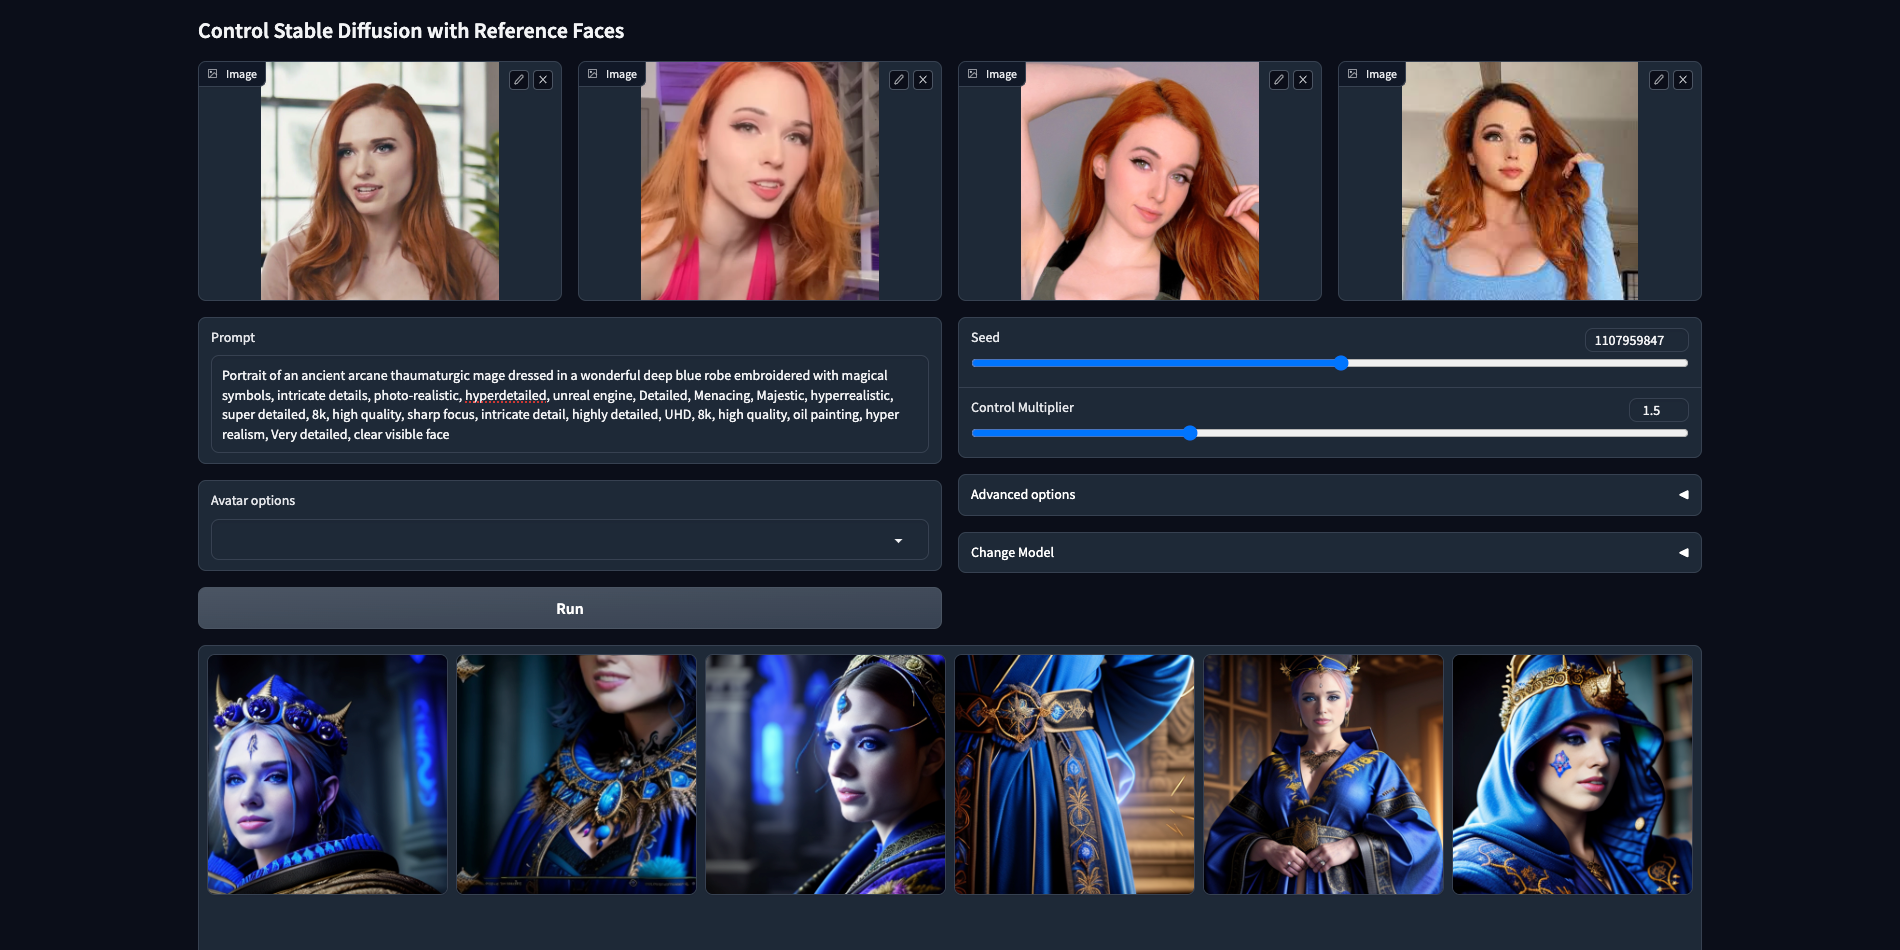 Control Stable Diffusion with Reference Faces
Image
Image
Image
Image
Prompt
Portrait of an ancient arcane thaumaturgic mage dressed in a wonderful deep blue robe embroidered with magical
symbols, intricate details, photo-realistic, hyperdetailed, unreal engine, Detailed, Menacing, Majestic, hyperrealistic,
super detailed, 8k, high quality, sharp focus, intricate detail, highly detailed, UHD, 8k, high quality, oil painting, hyper
realism, Very detailed, clear visible face
Seed
1107959847
Control Multiplier
1.5
Avatar options
Advanced options
Change Model
Run